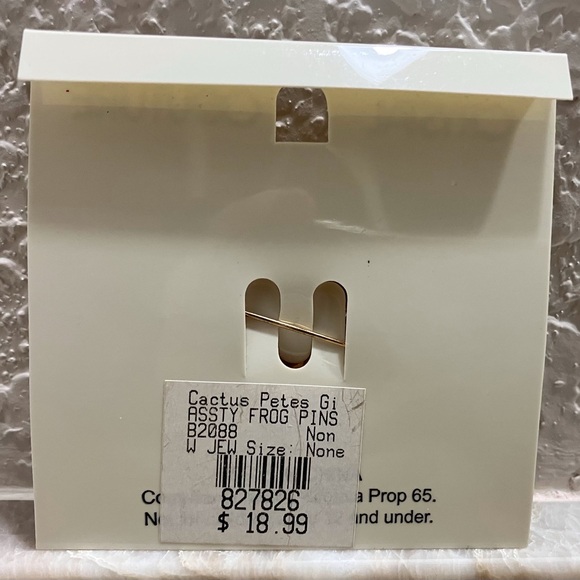 Cactus Petes Gi
ASSTY FROG PINS
B2088 Non
W JEW Size: None
827826
$ 18.99
a Prop 65.
and under.